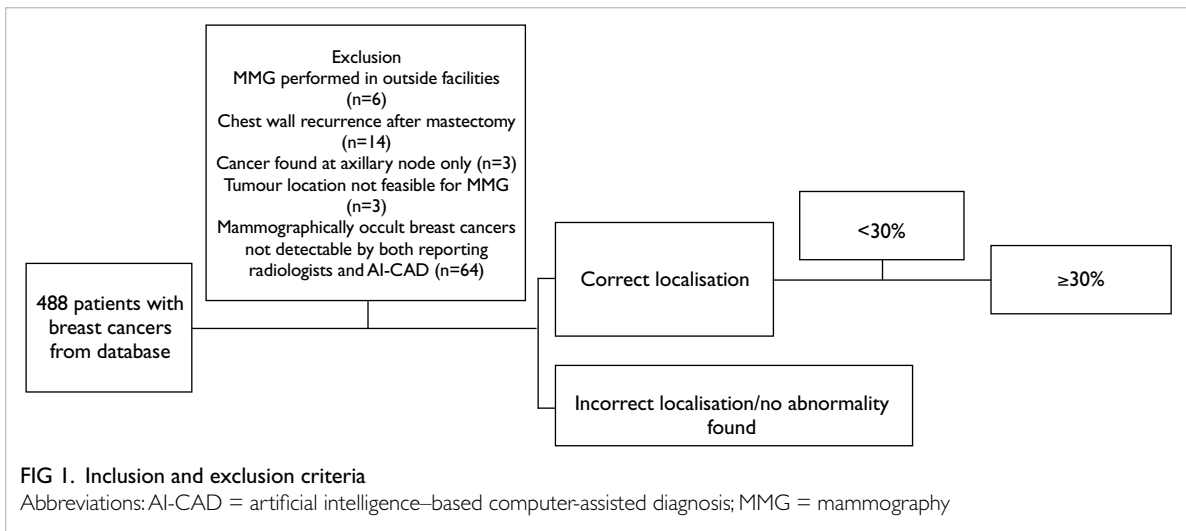 488 patients with
breast cancers
from database
Exclusion
MMG performed in outside facilities
(n=6)
Chest wall recurrence after mastectomy
(n=14)
Cancer found at axillary node only (n=3)
Tumour location not feasible for MMG
(n=3)
Mammographically occult breast cancers
not detectable by both reporting
radiologists and AI-CAD (n=64)
Correct localisation
<30%
≥30%
Incorrect localisation/no abnormality
found
FIG 1. Inclusion and exclusion criteria
Abbreviations: AI-CAD = artificial intelligence–based computer-assisted diagnosis; MMG = mammography